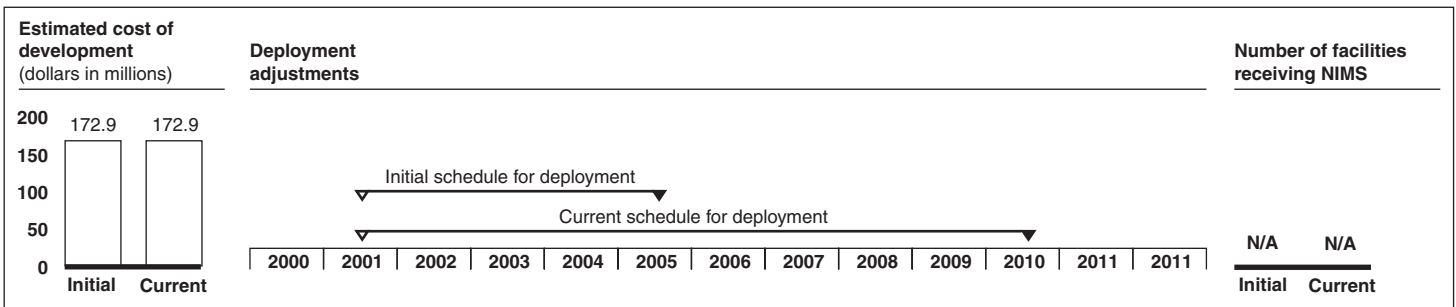 Estimated cost of
development
(dollars in millions)
200
150
100
50
0
172.9 172.9
Initial Current
Deployment
adjustments
Initial schedule for deployment
Current schedule for deployment
2000 2001 2002 2003 2004 2005 2006 2007 2008 2009 2010 2011 2011
Number of facilities
receiving NIMS
N/A N/A
Initial Current